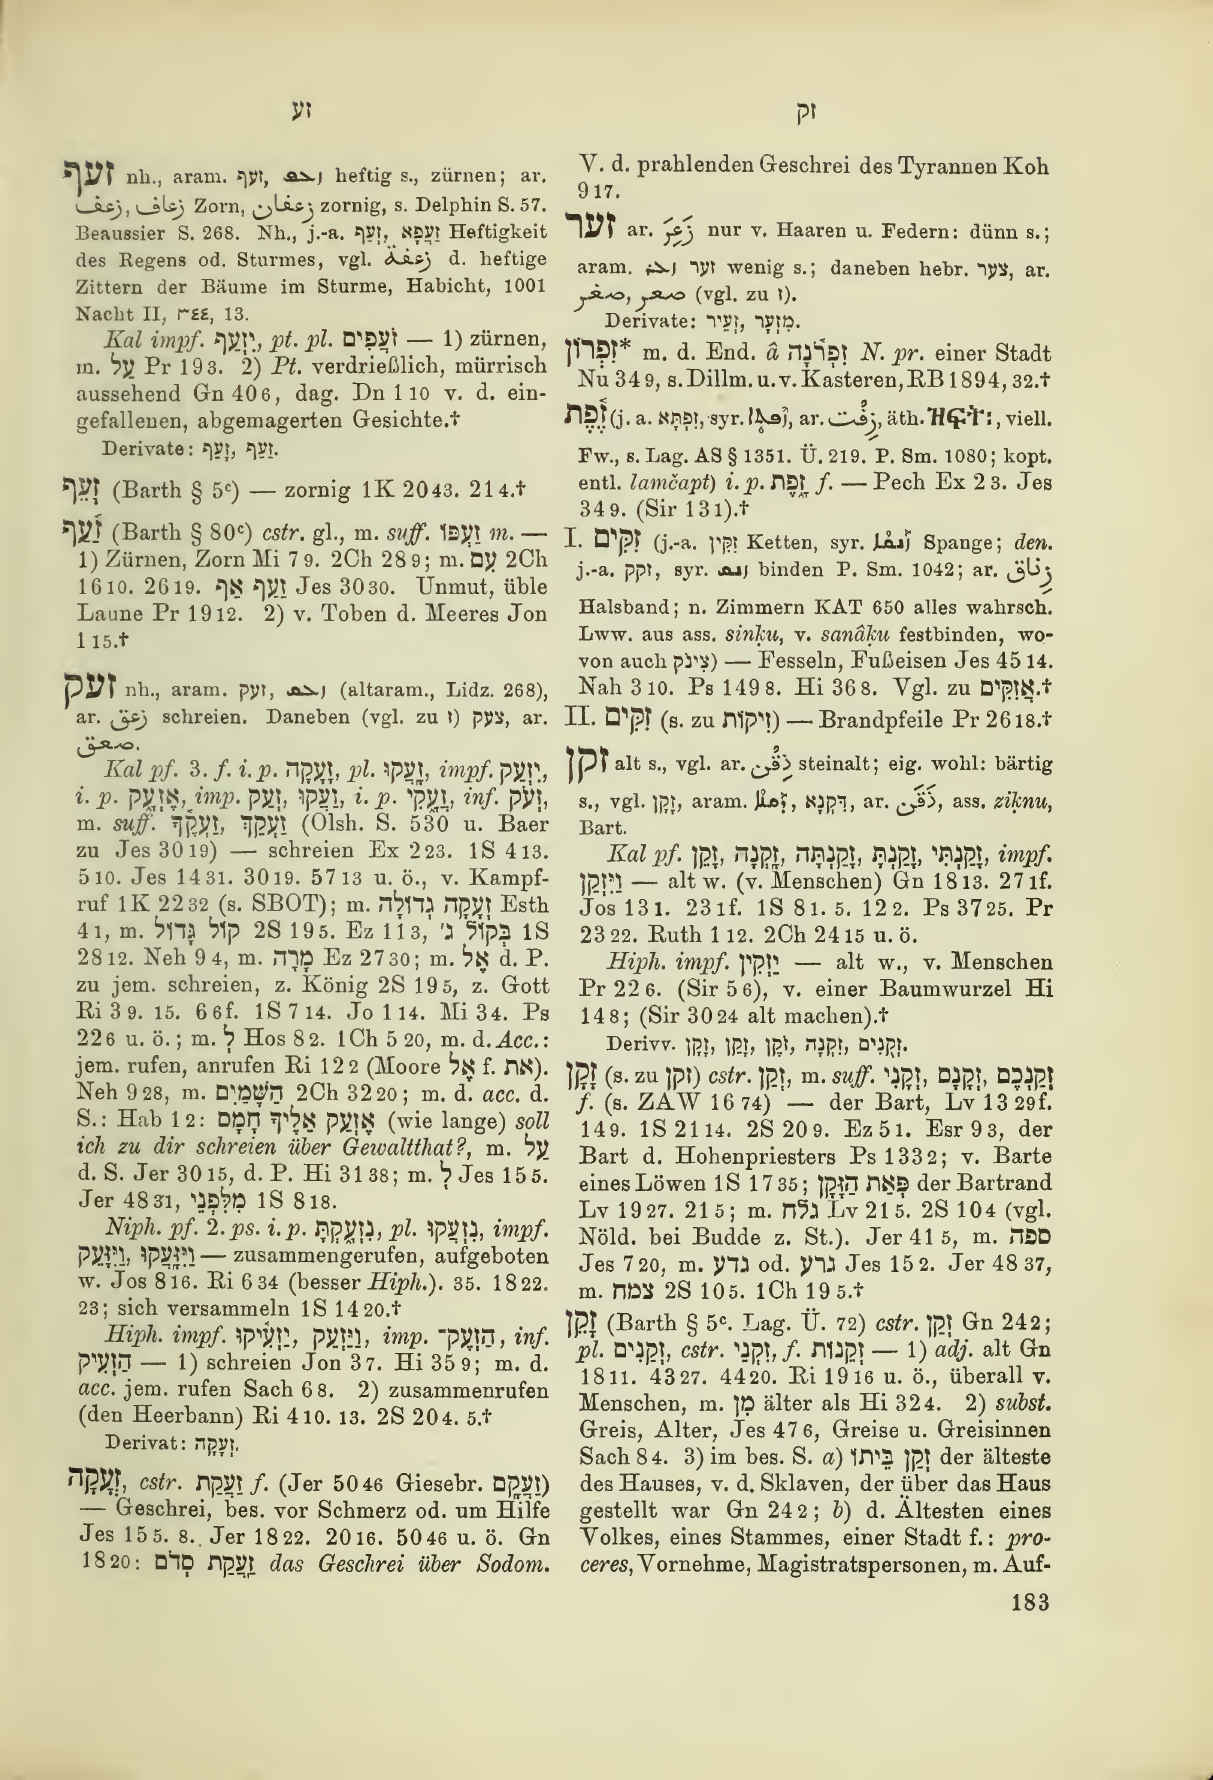 זע
זעף nh., aram. זעף, ܙܥܦ heftig s., zürnen; ar.
زعف, زعاف Zorn, زعفان zornig, s. Delphin S. 57.
Beaussier S. 268. Nh., j.-a. זַעַף, זַעֲפָא Heftigkeit
des Regens od. Sturmes, vgl. زعفة d. heftige
Zittern der Bäume im Sturme, Habicht, 1001
Nacht II, ٣٤٤, 13.
Kal impf. יִזְעַף, pt. pl. זֹעֲפִים — 1) zürnen,
m. עַל Pr 19 3. 2) Pt. verdrießlich, mürrisch
aussehend Gn 40 6, dag. Dn 1 10 v. d. ein-
gefallenen, abgemagerten Gesichte.†
Derivate: זָעֵף, זַעַף.
זָעֵף (Barth § 5ᶜ) — zornig 1K 20 43. 21 4.†
זַעַף (Barth § 80ᶜ) cstr. gl., m. suff. זַעְפּוֹ m. —
1) Zürnen, Zorn Mi 7 9. 2Ch 28 9; m. עִם 2Ch
16 10. 26 19. זַעַף אַף Jes 30 30. Unmut, üble
Laune Pr 19 12. 2) v. Toben d. Meeres Jon
1 15.†
זעק nh., aram. זעק, ܙܥܩ (altaram., Lidz. 268),
ar. زعق schreien. Daneben (vgl. zu ז) צעק, ar.
صعق.
Kal pf. 3. f. i. p. זָעָקָה, pl. זָעֲקוּ, impf. יִזְעַק,
i. p. אֶזְעָק, imp. זְעַק, זַעֲקוּ, i. p. זְעָקִי, inf. זְעֹק,
m. suff. זַעֲקֵךְ, זַעֲקֶךָ (Olsh. S. 530 u. Baer
zu Jes 30 19) — schreien Ex 2 23. 1S 4 13.
5 10. Jes 14 31. 30 19. 57 13 u. ö., v. Kampf-
ruf 1K 22 32 (s. SBOT); m. זְעָקָה גְדוֹלָה Esth
4 1, m. קוֹל גָּדוֹל 2S 19 5. Ez 11 3, בְּקוֹל ג׳ 1S
28 12. Neh 9 4, m. מָרָה Ez 27 30; m. אֶל d. P.
zu jem. schreien, z. König 2S 19 5, z. Gott
Ri 3 9. 15. 6 6f. 1S 7 14. Jo 1 14. Mi 3 4. Ps
22 6 u. ö.; m. לְ Hos 8 2. 1Ch 5 20, m. d. Acc.:
jem. rufen, anrufen Ri 12 2 (Moore אֶל f. את).
Neh 9 28, m. הַשָּׁמַיִם 2Ch 32 20; m. d. acc. d.
S.: Hab 1 2: אֶזְעַק אֵלֶיךָ חָמָס (wie lange) soll
ich zu dir schreien über Gewaltthat?, m. עַל
d. S. Jer 30 15, d. P. Hi 31 38; m. לְ Jes 15 5.
Jer 48 31, מִלִּפְנֵי 1S 8 18.
Niph. pf. 2. ps. i. p. נִזְעָקְתָּ, pl. נִזְעֲקוּ, impf.
וַיִּזָּעֵק, וַיִּזָּעֲקוּ — zusammengerufen, aufgeboten
w. Jos 8 16. Ri 6 34 (besser Hiph.). 35. 18 22.
23; sich versammeln 1S 14 20.†
Hiph. impf. יַזְעִיקוּ, וַיַּזְעֵק, imp. הַזְעֶק־, inf.
הַזְעִיק — 1) schreien Jon 3 7. Hi 35 9; m. d.
acc. jem. rufen Sach 6 8. 2) zusammenrufen
(den Heerbann) Ri 4 10. 13. 2S 20 4. 5.†
Derivat: זְעָקָה.
זְעָקָה, cstr. זַעֲקַת f. (Jer 50 46 Giesebr. זַעֲקָם)
— Geschrei, bes. vor Schmerz od. um Hilfe
Jes 15 5. 8. Jer 18 22. 20 16. 50 46 u. ö. Gn
18 20: זַעֲקַת סְדֹם das Geschrei über Sodom.
זק
V. d. prahlenden Geschrei des Tyrannen Koh
9 17.
זער ar. زَعِرَ nur v. Haaren u. Federn: dünn s.;
aram. זער ܙܥܪ wenig s.; daneben hebr. צער, ar.
صعر, صغر (vgl. zu ז).
Derivate: מִזְעָר, זְעֵיר.
זִפְרוֹן* m. d. End. â זִפְרֹנָה N. pr. einer Stadt
Nu 34 9, s. Dillm. u. v. Kasteren, RB 1894, 32.†
זֶפֶת (j. a. זִפְתָּא, syr. ܙܦܬܐ, ar. زِفْت, äth. ዝፍት፡, viell.
Fw., s. Lag. AS § 1351. Ü. 219. P. Sm. 1080; kopt.
entl. lamčapt) i. p. זָפֶת f. — Pech Ex 2 3. Jes
34 9. (Sir 13 1).†
I. זִקִּים (j.-a. זִקִּין Ketten, syr. ܙܢܩܐ Spange; den.
j.-a. זקק, syr. ܙܢܩ binden P. Sm. 1042; ar. زِنَاق
Halsband; n. Zimmern KAT 650 alles wahrsch.
Lww. aus ass. sinḳu, v. sanâḳu festbinden, wo-
von auch צִינֹק) — Fesseln, Fußeisen Jes 45 14.
Nah 3 10. Ps 149 8. Hi 36 8. Vgl. zu אֲזִקִּים.†
II. זִקִּים (s. zu זִיקוֹת) — Brandpfeile Pr 26 18.†
זקן alt s., vgl. ar. ذِقْن steinalt; eig. wohl: bärtig
s., vgl. זָקָן, aram. ܕܩܢܐ, דִּקְנָא, ar. ذَقَن, ass. ziḳnu,
Bart.
Kal pf. זָקֵן, זָקְנָה, זָקַנְתָּה, זָקַנְתָּ, זָקַנְתִּי, impf.
וַיִּזְקַן — alt w. (v. Menschen) Gn 18 13. 27 1f.
Jos 13 1. 23 1f. 1S 8 1. 5. 12 2. Ps 37 25. Pr
23 22. Ruth 1 12. 2Ch 24 15 u. ö.
Hiph. impf. יַזְקִין — alt w., v. Menschen
Pr 22 6. (Sir 5 6), v. einer Baumwurzel Hi
14 8; (Sir 30 24 alt machen).†
Derivv. זָקָן, זָקֵן, זֹקֶן, זִקְנָה, זְקֻנִים.
זָקָן (s. zu זקן) cstr. זְקַן, m. suff. זְקָנִי, זְקָנָם, זְקַנְכֶם
f. (s. ZAW 16 74) — der Bart, Lv 13 29f.
14 9. 1S 21 14. 2S 20 9. Ez 5 1. Esr 9 3, der
Bart d. Hohenpriesters Ps 133 2; v. Barte
eines Löwen 1S 17 35; פְּאַת הַזָּקָן der Bartrand
Lv 19 27. 21 5; m. גלח Lv 21 5. 2S 10 4 (vgl.
Nöld. bei Budde z. St.). Jer 41 5, m. ספה
Jes 7 20, m. גדע od. גרע Jes 15 2. Jer 48 37,
m. צמח 2S 10 5. 1Ch 19 5.†
זָקֵן (Barth § 5ᶜ. Lag. Ü. 72) cstr. זְקַן Gn 24 2;
pl. זְקֵנִים, cstr. זִקְנֵי, f. זְקֵנוֹת — 1) adj. alt Gn
18 11. 43 27. 44 20. Ri 19 16 u. ö., überall v.
Menschen, m. מִן älter als Hi 32 4. 2) subst.
Greis, Alter, Jes 47 6, Greise u. Greisinnen
Sach 8 4. 3) im bes. S. a) זְקַן בֵּיתוֹ der älteste
des Hauses, v. d. Sklaven, der über das Haus
gestellt war Gn 24 2; b) d. Ältesten eines
Volkes, eines Stammes, einer Stadt f.: pro-
ceres, Vornehme, Magistratspersonen, m. Auf-
183